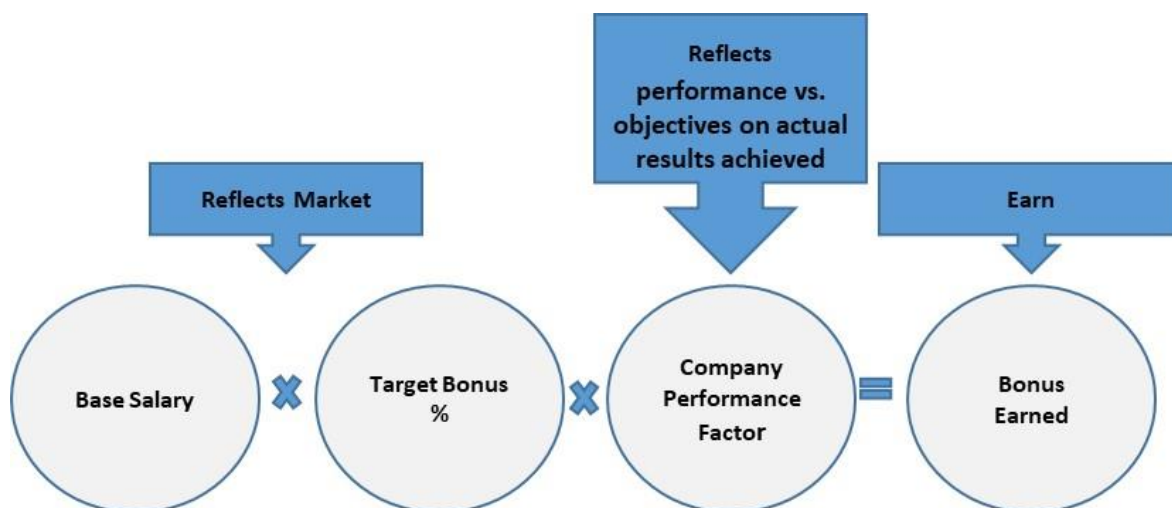 Reflects
performance vs.
objectives on actual
results achieved
Reflects Market
Earn
Base Salary
Target Bonus
%
Company
Performance
Factor
Bonus
Earned